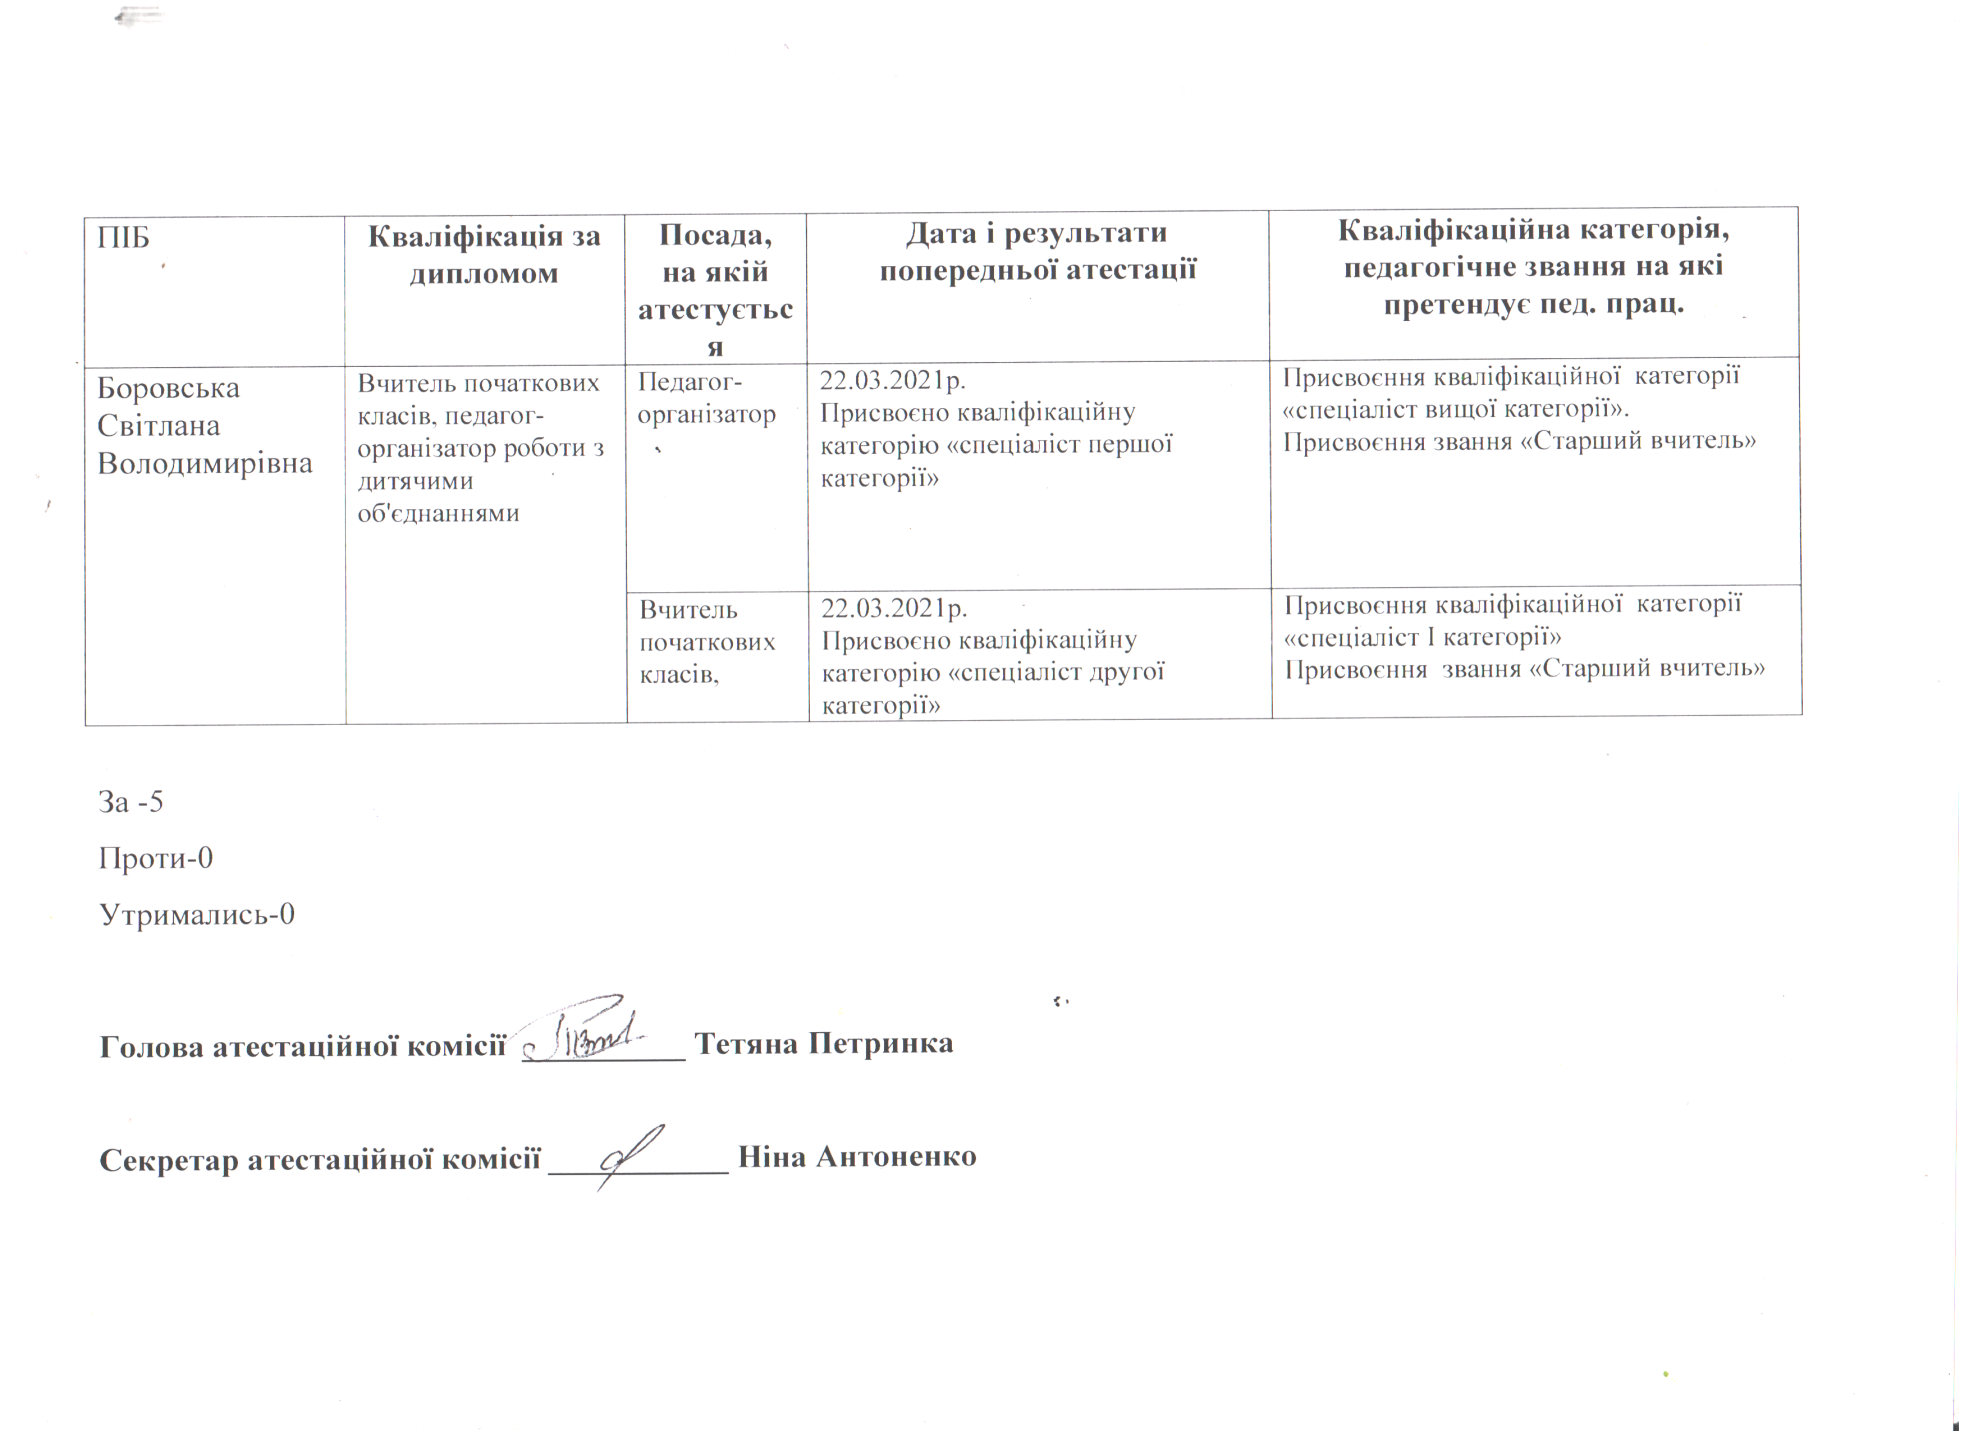 ПІБ
Кваліфікація за
дипломом
Посада,
на якій
атестуєтьс
я
Дата і результати
попередньої атестації
Кваліфікаційна категорія,
педагогічне звання на які
претендує пед. прац.
Боровська
Світлана
Володимирівна
Вчитель початкових
класів, педагог-
організатор роботи з
дитячими
об'єднаннями
Педагог-
організатор
22.03.2021р.
Присвоєно кваліфікаційну
категорію «спеціаліст першої
категорії»
Присвоєння кваліфікаційної категорії
«спеціаліст вищої категорії».
Присвоєння звання «Старший вчитель»
Вчитель
початкових
класів,
22.03.2021р.
Присвоєно кваліфікаційну
категорію «спеціаліст другої
категорії»
Присвоєння кваліфікаційної категорії
«спеціаліст І категорії»
Присвоєння звання «Старший вчитель»
За -5
Проти-0
Утримались-0
Голова атестаційної комісії ___________ Тетяна Петринка
Секретар атестаційної комісії ____________ Ніна Антоненко